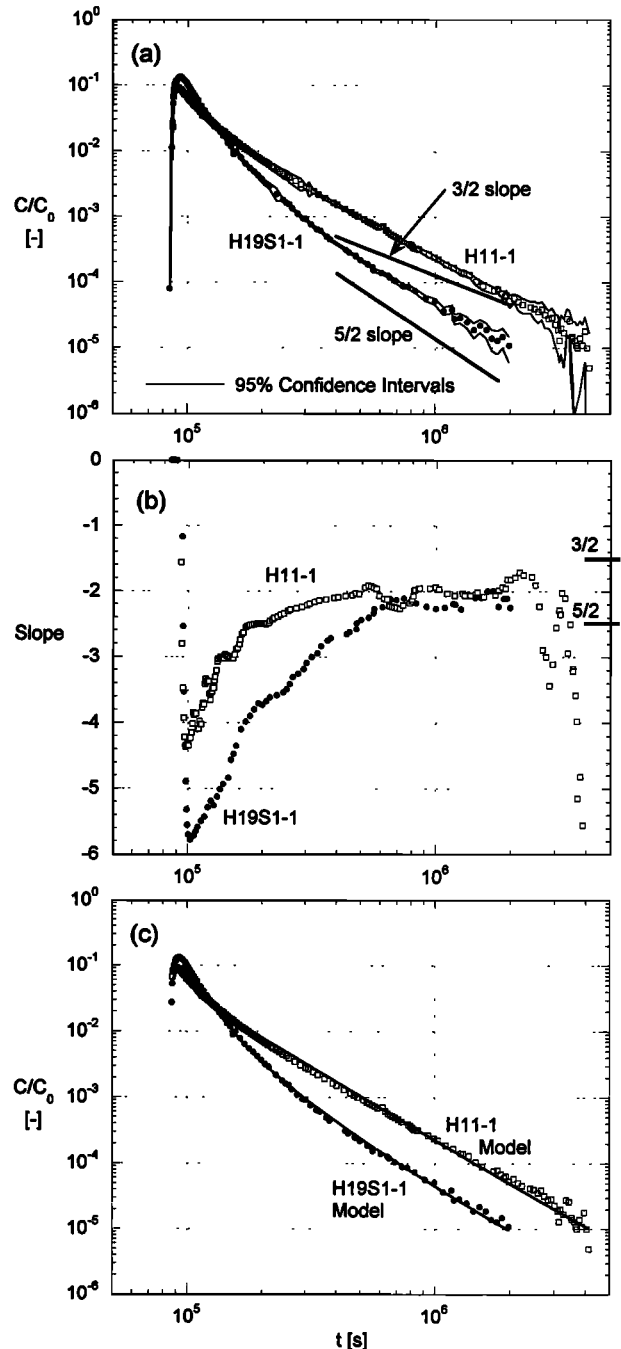 (a)
10⁰
10⁻¹
10⁻²
10⁻³
10⁻⁴
10⁻⁵
10⁻⁶
C/C₀
[-]
3/2 slope
H19S1-1
H11-1
5/2 slope
95% Confidence Intervals
10⁵
10⁶
(b)
0
-1
-2
-3
-4
-5
-6
Slope
H11-1
H19S1-1
3/2
5/2
10⁵
10⁶
(c)
10⁰
10⁻¹
10⁻²
10⁻³
10⁻⁴
10⁻⁵
10⁻⁶
C/C₀
[-]
H11-1
Model
H19S1-1
Model
10⁵
10⁶
t [s]